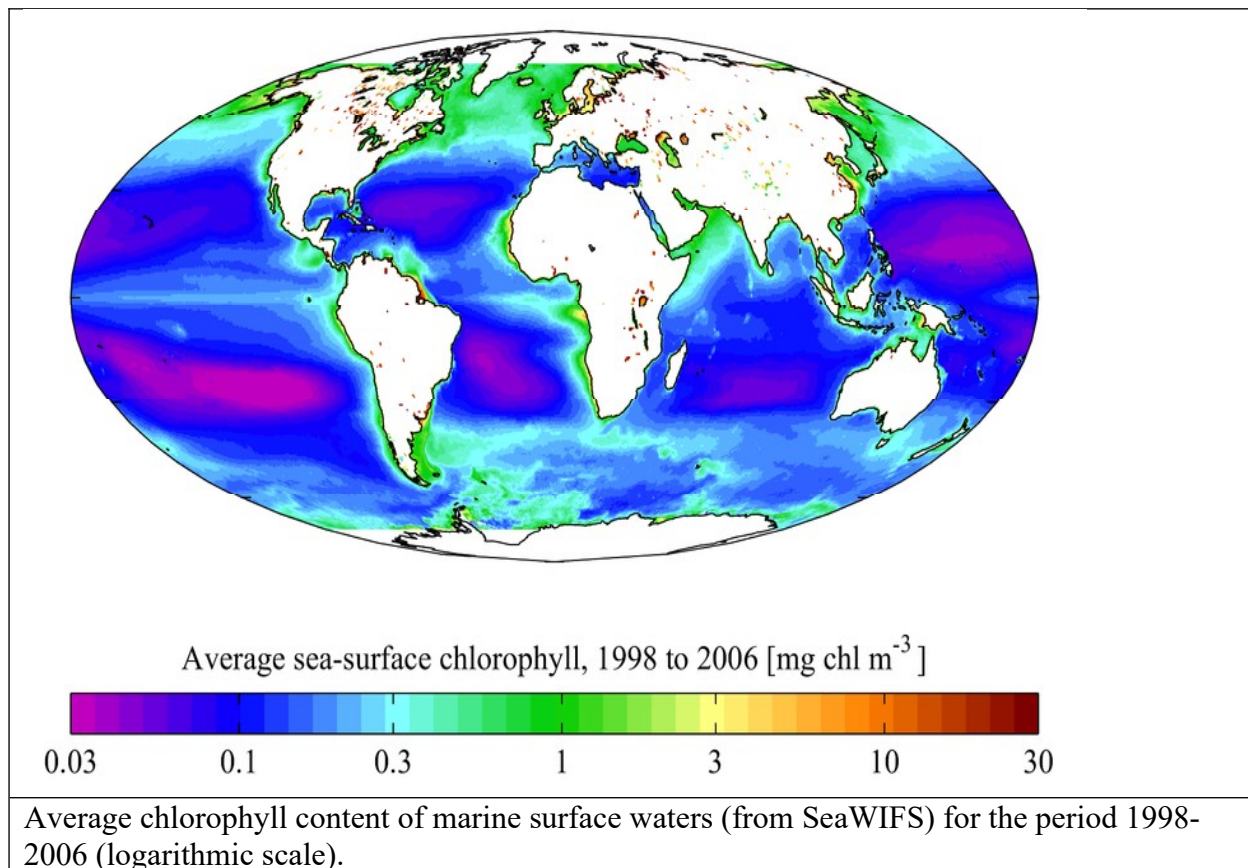 Average sea-surface chlorophyll, 1998 to 2006 [mg chl m-3]
0.03 0.1 0.3 1 3 10 30
Average chlorophyll content of marine surface waters (from SeaWIFS) for the period 1998-
2006 (logarithmic scale).